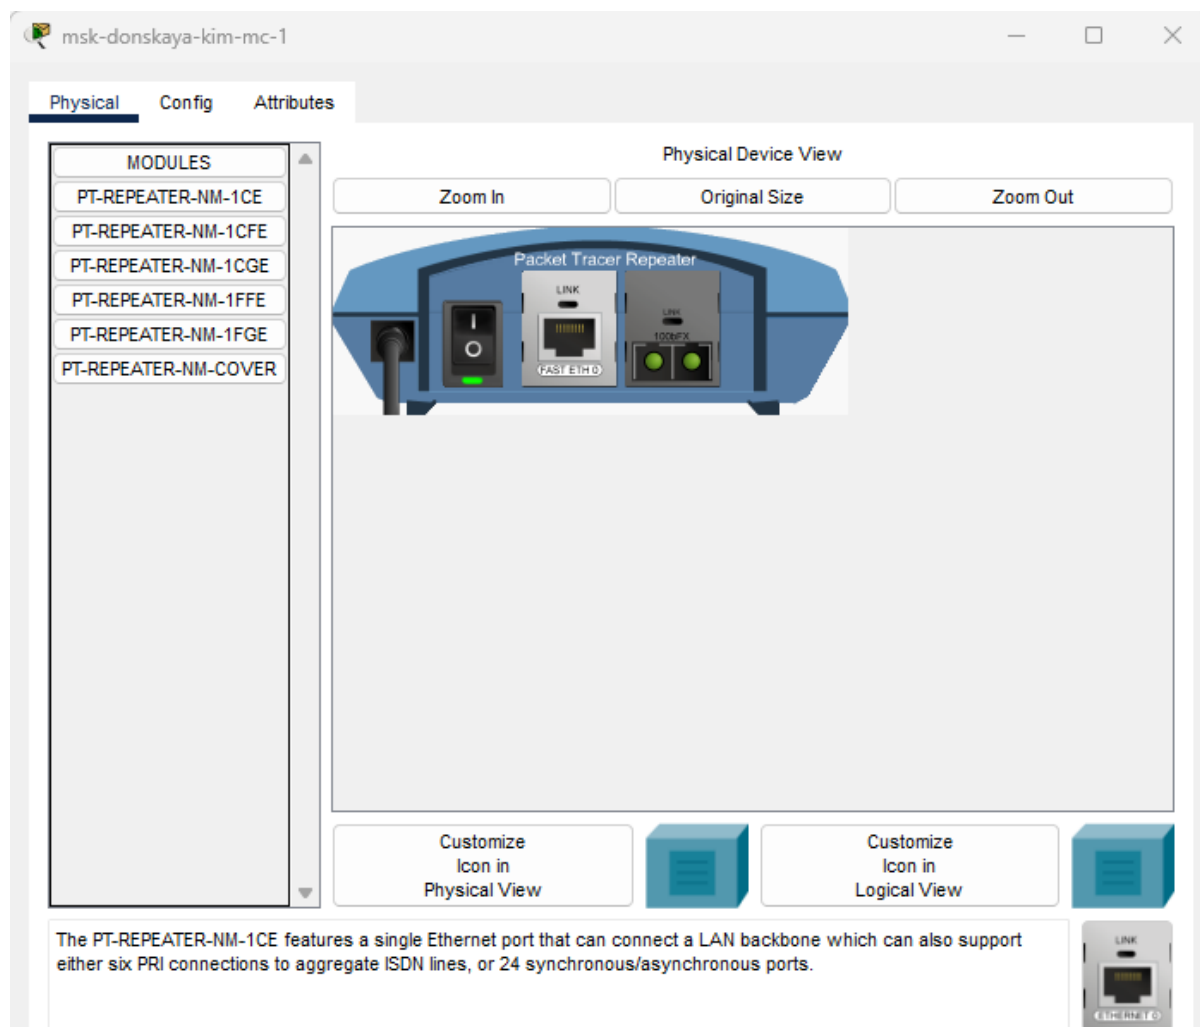 msk-donskaya-kim-mc-1
Physical Config Attributes
MODULES
PT-REPEATER-NM-1CE
PT-REPEATER-NM-1CFE
PT-REPEATER-NM-1CGE
PT-REPEATER-NM-1FFE
PT-REPEATER-NM-1FGE
PT-REPEATER-NM-COVER
Physical Device View
Zoom In Original Size Zoom Out
Packet Tracer Repeater
LINK
FAST ETH 0
LINK
100bFX
Customize
Icon in
Physical View
Customize
Icon in
Logical View
The PT-REPEATER-NM-1CE features a single Ethernet port that can connect a LAN backbone which can also support
either six PRI connections to aggregate ISDN lines, or 24 synchronous/asynchronous ports.
LINK
ETHERNET 0